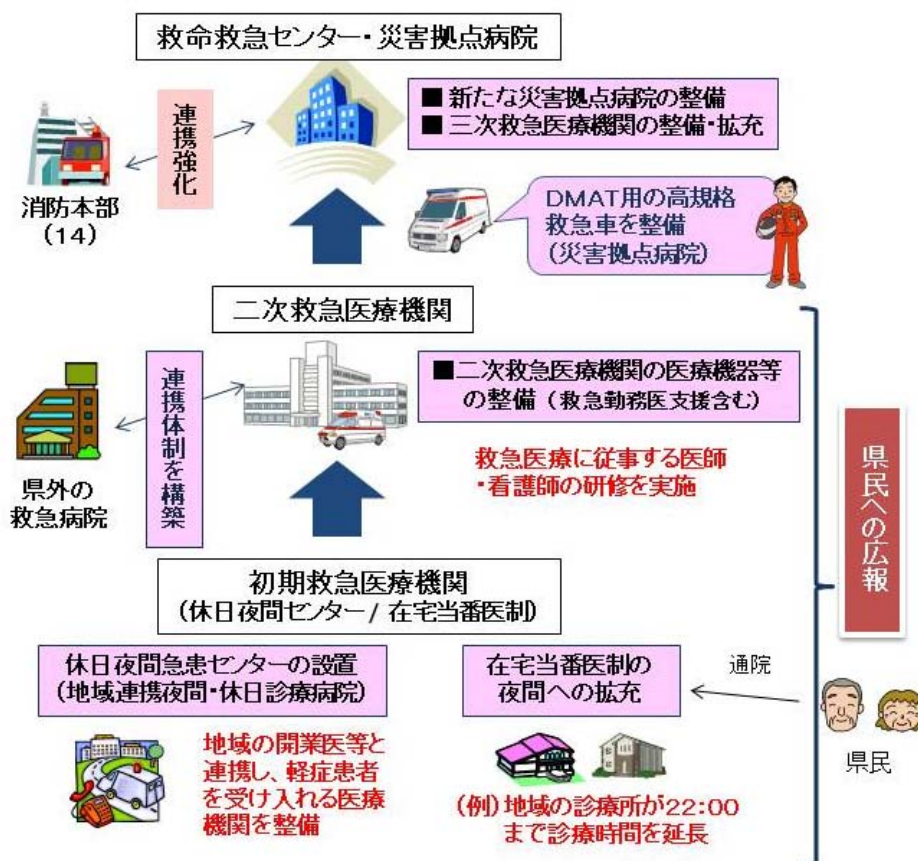 救命救急センター・災害拠点病院
連携強化
■ 新たな災害拠点病院の整備
■ 三次救急医療機関の整備・拡充
消防本部
(14)
DMAT用の高規格
救急車を整備
(災害拠点病院)
二次救急医療機関
連携体制を構築
■二次救急医療機関の医療機器等
の整備（救急勤務医支援含む）
県外の
救急病院
救急医療に従事する医師
・看護師の研修を実施
県民への広報
初期救急医療機関
(休日夜間センター / 在宅当番医制)
休日夜間急患センターの設置
(地域連携夜間・休日診療病院)
在宅当番医制の
夜間への拡充
通院
県民
地域の開業医等と
連携し、軽症患者
を受け入れる医療
機関を整備
(例)地域の診療所が22:00
まで診療時間を延長